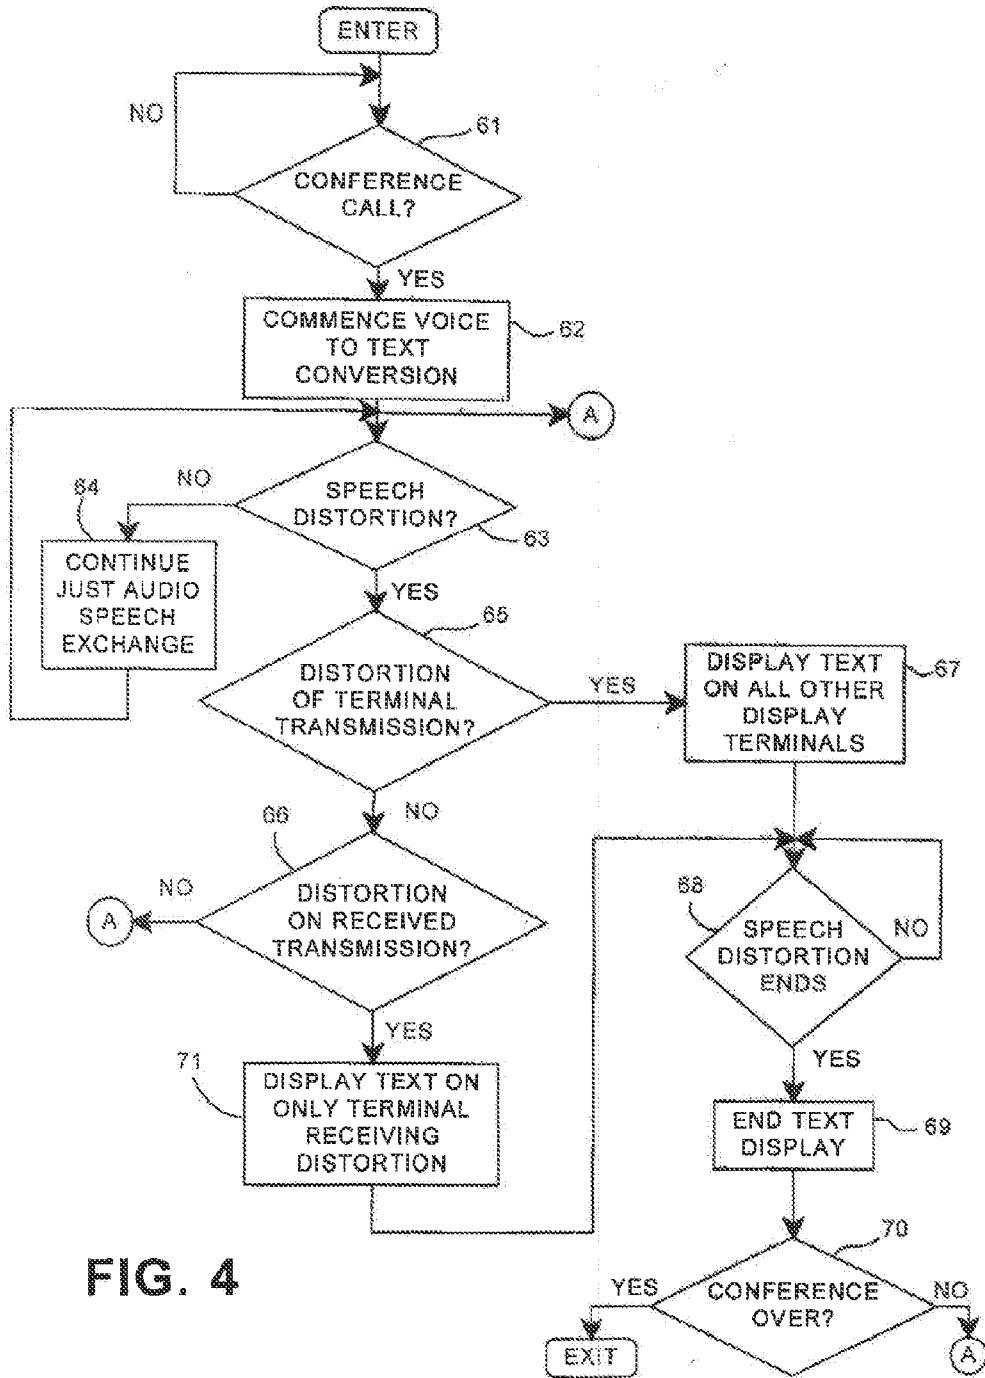 ENTER
NO
61
CONFERENCE
CALL?
YES
COMMENCE VOICE
TO TEXT
CONVERSION
62
A
64
NO
SPEECH
DISTORTION?
63
CONTINUE
JUST AUDIO
SPEECH
EXCHANGE
YES
65
DISTORTION
OF TERMINAL
TRANSMISSION?
YES
DISPLAY TEXT
ON ALL OTHER
DISPLAY
TERMINALS
67
NO
66
NO
A
DISTORTION
ON RECEIVED
TRANSMISSION?
68
SPEECH
DISTORTION
ENDS
NO
YES
71
DISPLAY TEXT ON
ONLY TERMINAL
RECEIVING
DISTORTION
YES
END TEXT
DISPLAY
69
70
YES
CONFERENCE
OVER?
NO
EXIT
A
FIG. 4